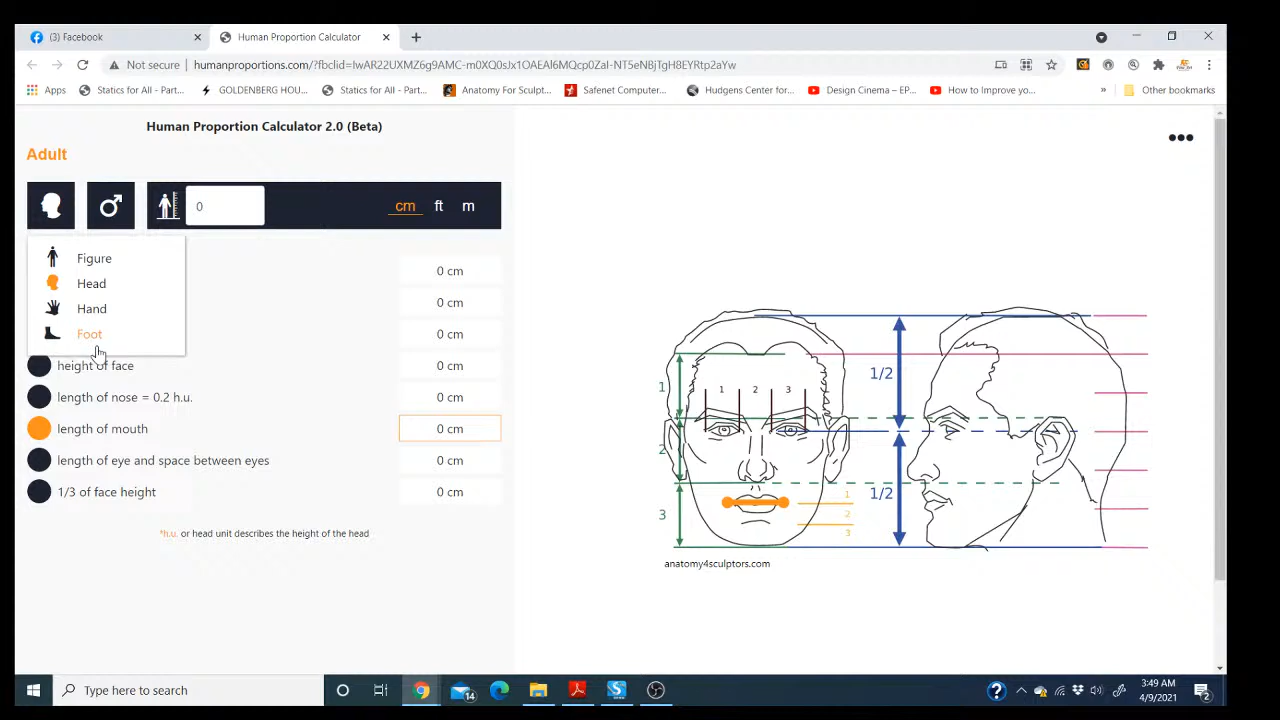 (3) Facebook
Human Proportion Calculator
Not secure
humanproportions.com/?fbclid=IwAR22UXMZ6g9AMC-m0XQ0sJx1OAEAl6MQcp0ZaI-NT5eNBjTgH8EYRtp2aYw
Apps
Statics for All - Part...
GOLDENBERG HOU...
Statics for All - Part...
Anatomy For Sculpt...
Safenet Computer...
Hudgens Center for...
Design Cinema – EP...
How to Improve yo...
»
Other bookmarks
Human Proportion Calculator 2.0 (Beta)
Adult
0
cm
ft
m
Figure
Head
Hand
Foot
0 cm
0 cm
0 cm
height of face
0 cm
length of nose = 0.2 h.u.
0 cm
length of mouth
0 cm
length of eye and space between eyes
0 cm
1/3 of face height
0 cm
*h.u. or head unit describes the height of the head
1
2
3
1
2
3
1
2
3
1/2
1/2
anatomy4sculptors.com
Type here to search
14
3:49 AM
4/9/2021
2